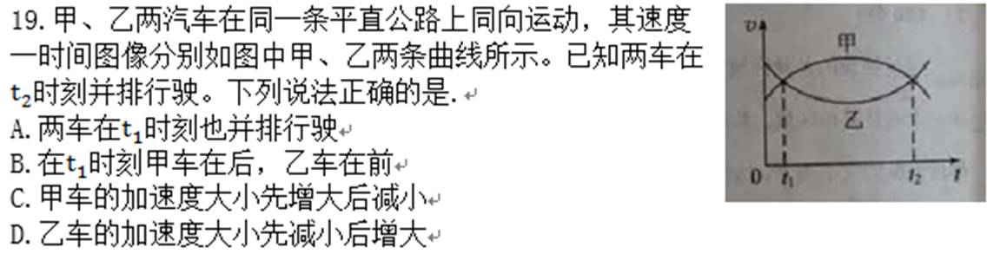 19.甲、乙两汽车在同一条平直公路上同向运动，其速度
一时间图像分别如图中甲、乙两条曲线所示。已知两车在
t₂时刻并排行驶。下列说法正确的是.
A.两车在t₁时刻也并排行驶
B.在t₁时刻甲车在后，乙车在前
C.甲车的加速度大小先增大后减小
D.乙车的加速度大小先减小后增大
v
甲
乙
0 t₁ t₂ t